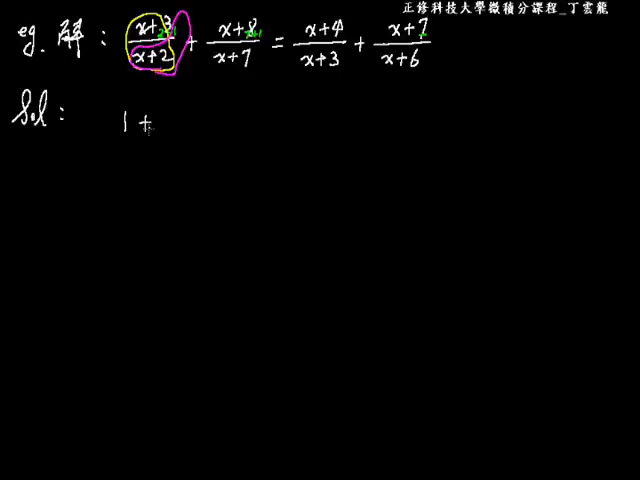 正修科技大學微積分課程_丁雲龍
eg. 解 : x+3/x+2 + x+8/x+7 = x+4/x+3 + x+7/x+6
Sol : 1 +